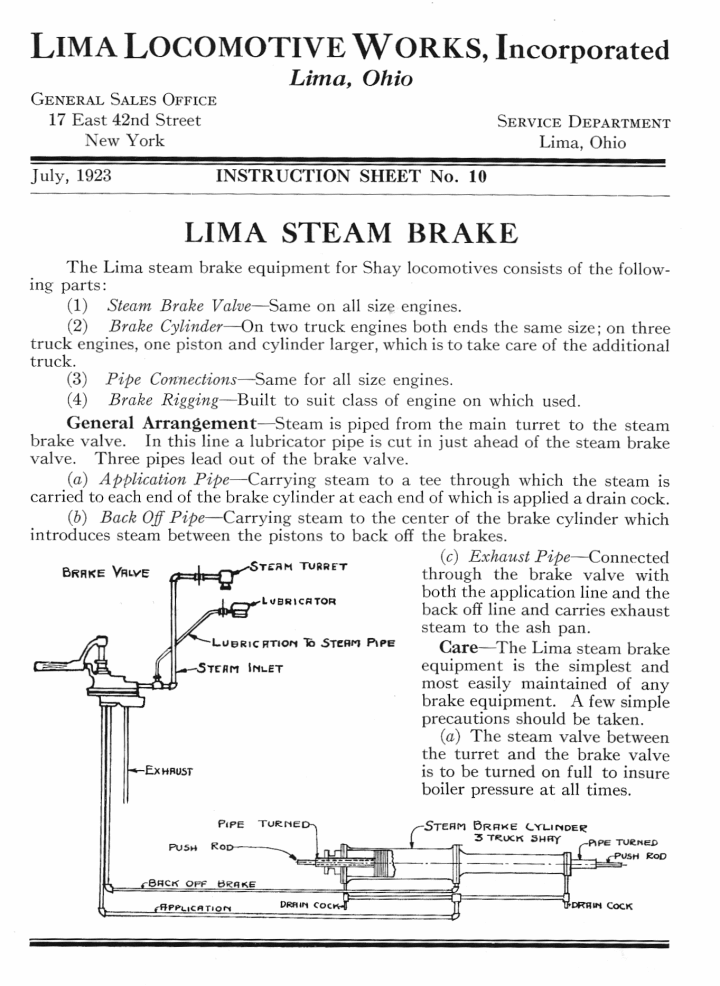 LIMA LOCOMOTIVE WORKS, Incorporated
Lima, Ohio
GENERAL SALES OFFICE
17 East 42nd Street
New York
SERVICE DEPARTMENT
Lima, Ohio
July, 1923
INSTRUCTION SHEET No. 10
LIMA STEAM BRAKE
The Lima steam brake equipment for Shay locomotives consists of the follow-
ing parts:
(1) Steam Brake Valve—Same on all size engines.
(2) Brake Cylinder—On two truck engines both ends the same size; on three
truck engines, one piston and cylinder larger, which is to take care of the additional
truck.
(3) Pipe Connections—Same for all size engines.
(4) Brake Rigging—Built to suit class of engine on which used.
General Arrangement—Steam is piped from the main turret to the steam
brake valve. In this line a lubricator pipe is cut in just ahead of the steam brake
valve. Three pipes lead out of the brake valve.
(a) Application Pipe—Carrying steam to a tee through which the steam is
carried to each end of the brake cylinder at each end of which is applied a drain cock.
(b) Back Off Pipe—Carrying steam to the center of the brake cylinder which
introduces steam between the pistons to back off the brakes.
(c) Exhaust Pipe—Connected
through the brake valve with
both the application line and the
back off line and carries exhaust
steam to the ash pan.
Care—The Lima steam brake
equipment is the simplest and
most easily maintained of any
brake equipment. A few simple
precautions should be taken.
(a) The steam valve between
the turret and the brake valve
is to be turned on full to insure
boiler pressure at all times.
BRAKE VALVE
STEAM TURRET
LUBRICATOR
LUBRICATION TO STEAM PIPE
STEAM INLET
EXHAUST
PIPE TURNED
PUSH ROD
STEAM BRAKE CYLINDER
3 TRUCK SHAY
PIPE TURNED
PUSH ROD
BACK OFF BRAKE
APPLICATION
DRAIN COCK
DRAIN COCK